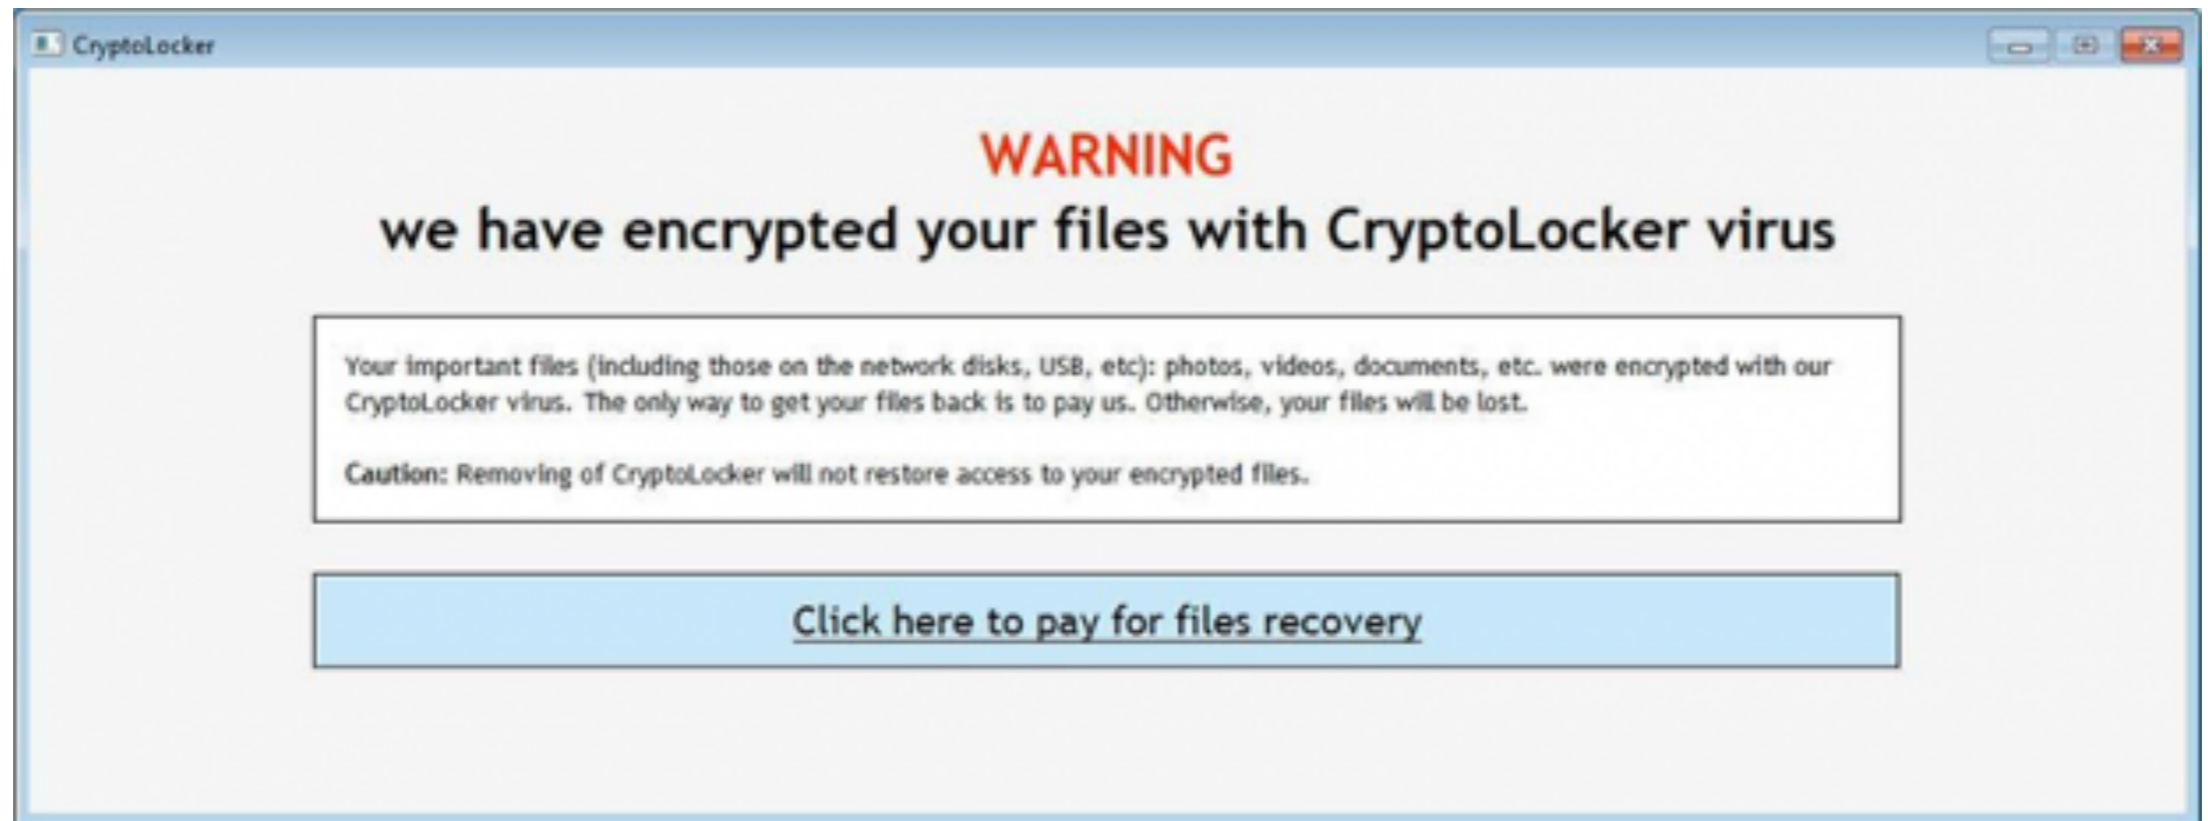 CryptoLocker
WARNING
we have encrypted your files with CryptoLocker virus
Your important files (including those on the network disks, USB, etc): photos, videos, documents, etc. were encrypted with our
CryptoLocker virus. The only way to get your files back is to pay us. Otherwise, your files will be lost.
Caution: Removing of CryptoLocker will not restore access to your encrypted files.
Click here to pay for files recovery